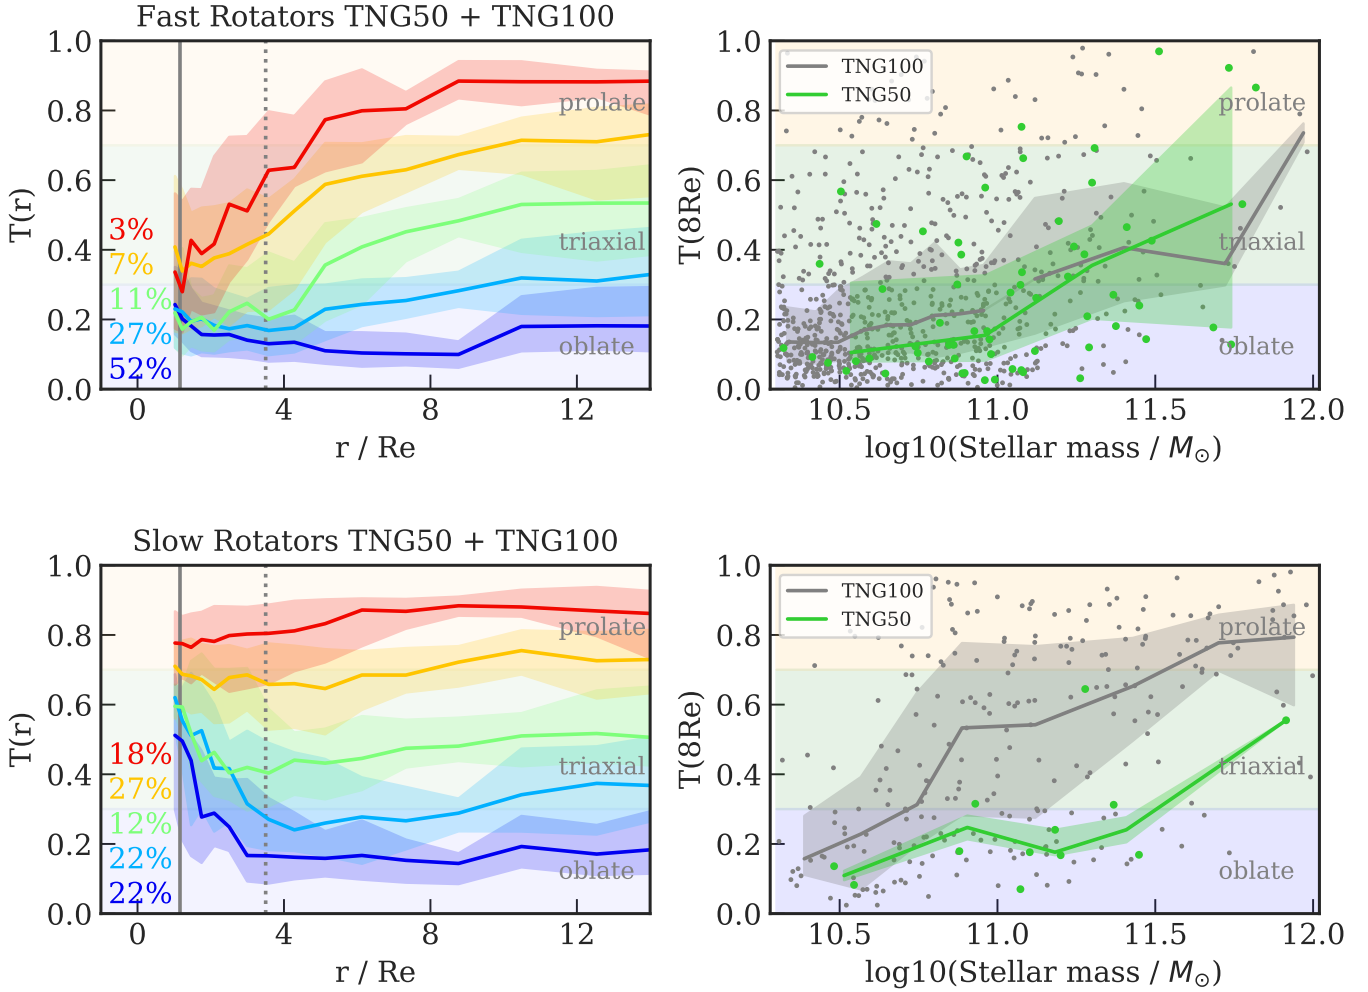 Fast Rotators TNG50 + TNG100
1.0
0.8
0.6
0.4
0.2
0.0
T(r)
prolate
triaxial
oblate
3%
7%
11%
27%
52%
0
4
8
12
r / Re
1.0
0.8
0.6
0.4
0.2
0.0
T(8Re)
TNG100
TNG50
prolate
triaxial
oblate
10.5
11.0
11.5
12.0
log10(Stellar mass / M⊙)
Slow Rotators TNG50 + TNG100
1.0
0.8
0.6
0.4
0.2
0.0
T(r)
prolate
triaxial
oblate
18%
27%
12%
22%
22%
0
4
8
12
r / Re
1.0
0.8
0.6
0.4
0.2
0.0
T(8Re)
TNG100
TNG50
prolate
triaxial
oblate
10.5
11.0
11.5
12.0
log10(Stellar mass / M⊙)